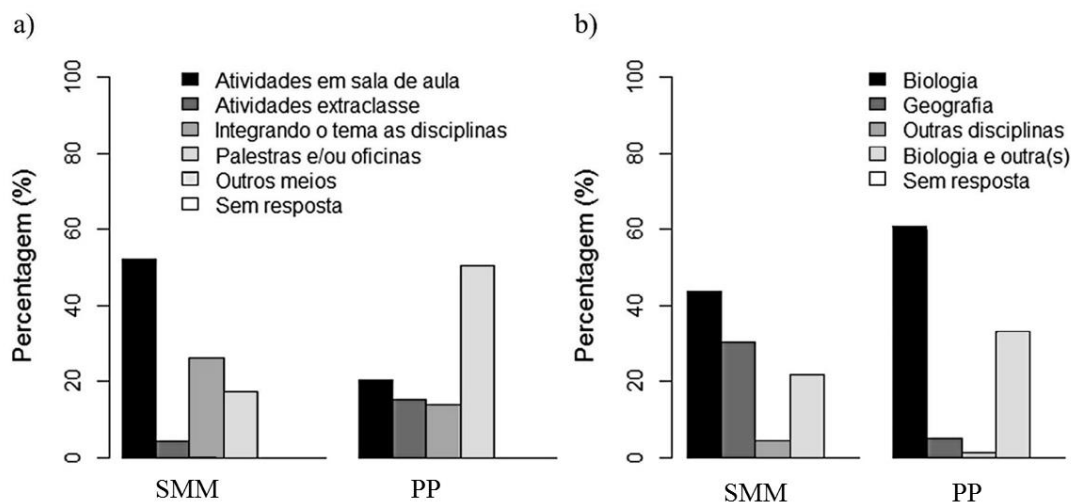 a)
Percentagem (%)
100
80
60
40
20
0
Atividades em sala de aula
Atividades extraclasse
Integrando o tema as disciplinas
Palestras e/ou oficinas
Outros meios
Sem resposta
SMM
PP
b)
Percentagem (%)
100
80
60
40
20
0
Biologia
Geografia
Outras disciplinas
Biologia e outra(s)
Sem resposta
SMM
PP